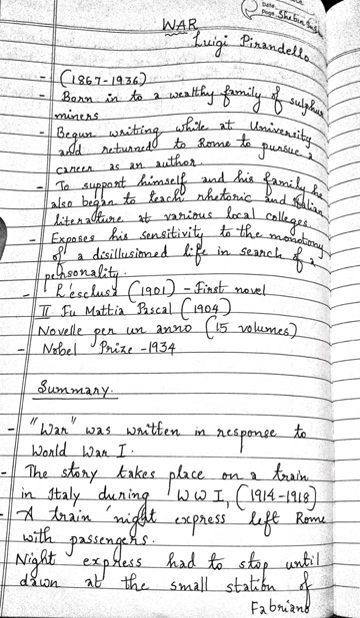 Date
Page
WAR
Luigi Pirandello
- (1867-1936)
- Born in to a wealthy family of sulphur
miners
- Begun writing while at University
and returned to Rome to pursue a
career as an author.
- To support himself and his family he
also began to teach rhetoric and Italian
literature at various local colleges
- Exposes his sensitivity to the monotony
of a disillusioned life in search of a
personality.
- L'esclusa (1901) - First novel
II Fu Mattia Pascal (1904)
Novelle per un anno (15 volumes)
- Nobel Prize - 1934
Summary.
- "War" was written in response to
World War I.
- The story takes place on a train
in Italy during WWI, (1914-1918)
- A train night express left Rome
with passengers.
Night express had to stop until
dawn at the small station of
Fabriano